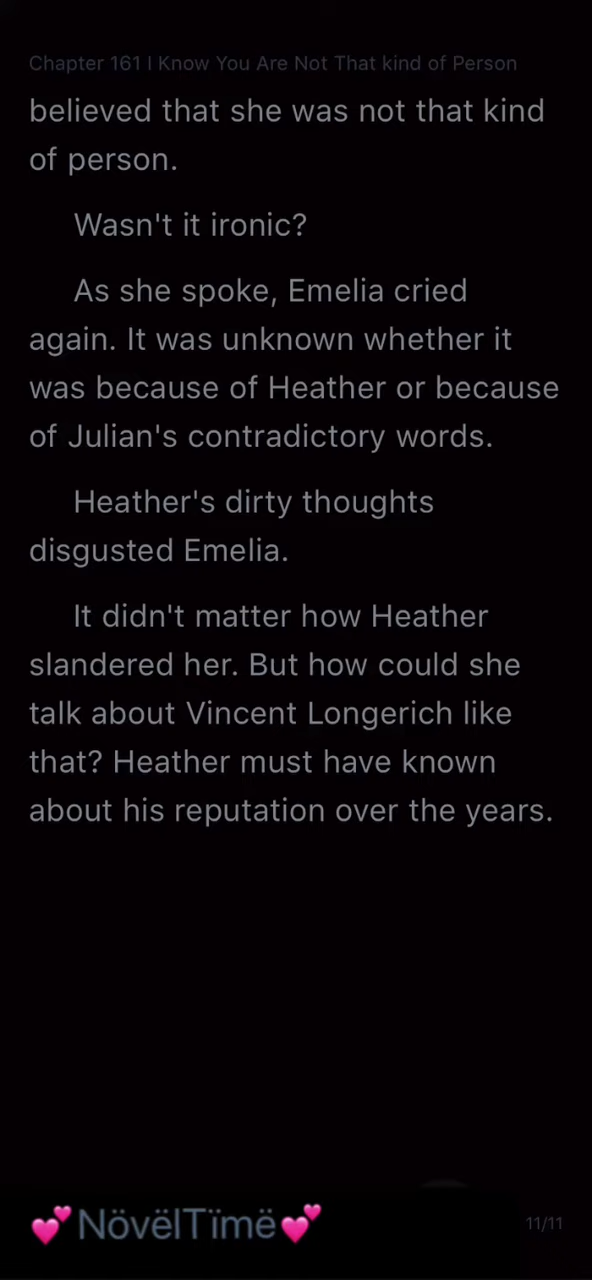 Chapter 161 I Know You Are Not That kind of Person
believed that she was not that kind
of person.
Wasn't it ironic?
As she spoke, Emelia cried
again. It was unknown whether it
was because of Heather or because
of Julian's contradictory words.
Heather's dirty thoughts
disgusted Emelia.
It didn't matter how Heather
slandered her. But how could she
talk about Vincent Longerich like
that? Heather must have known
about his reputation over the years.
💕NövëlTïmë💕
11/11